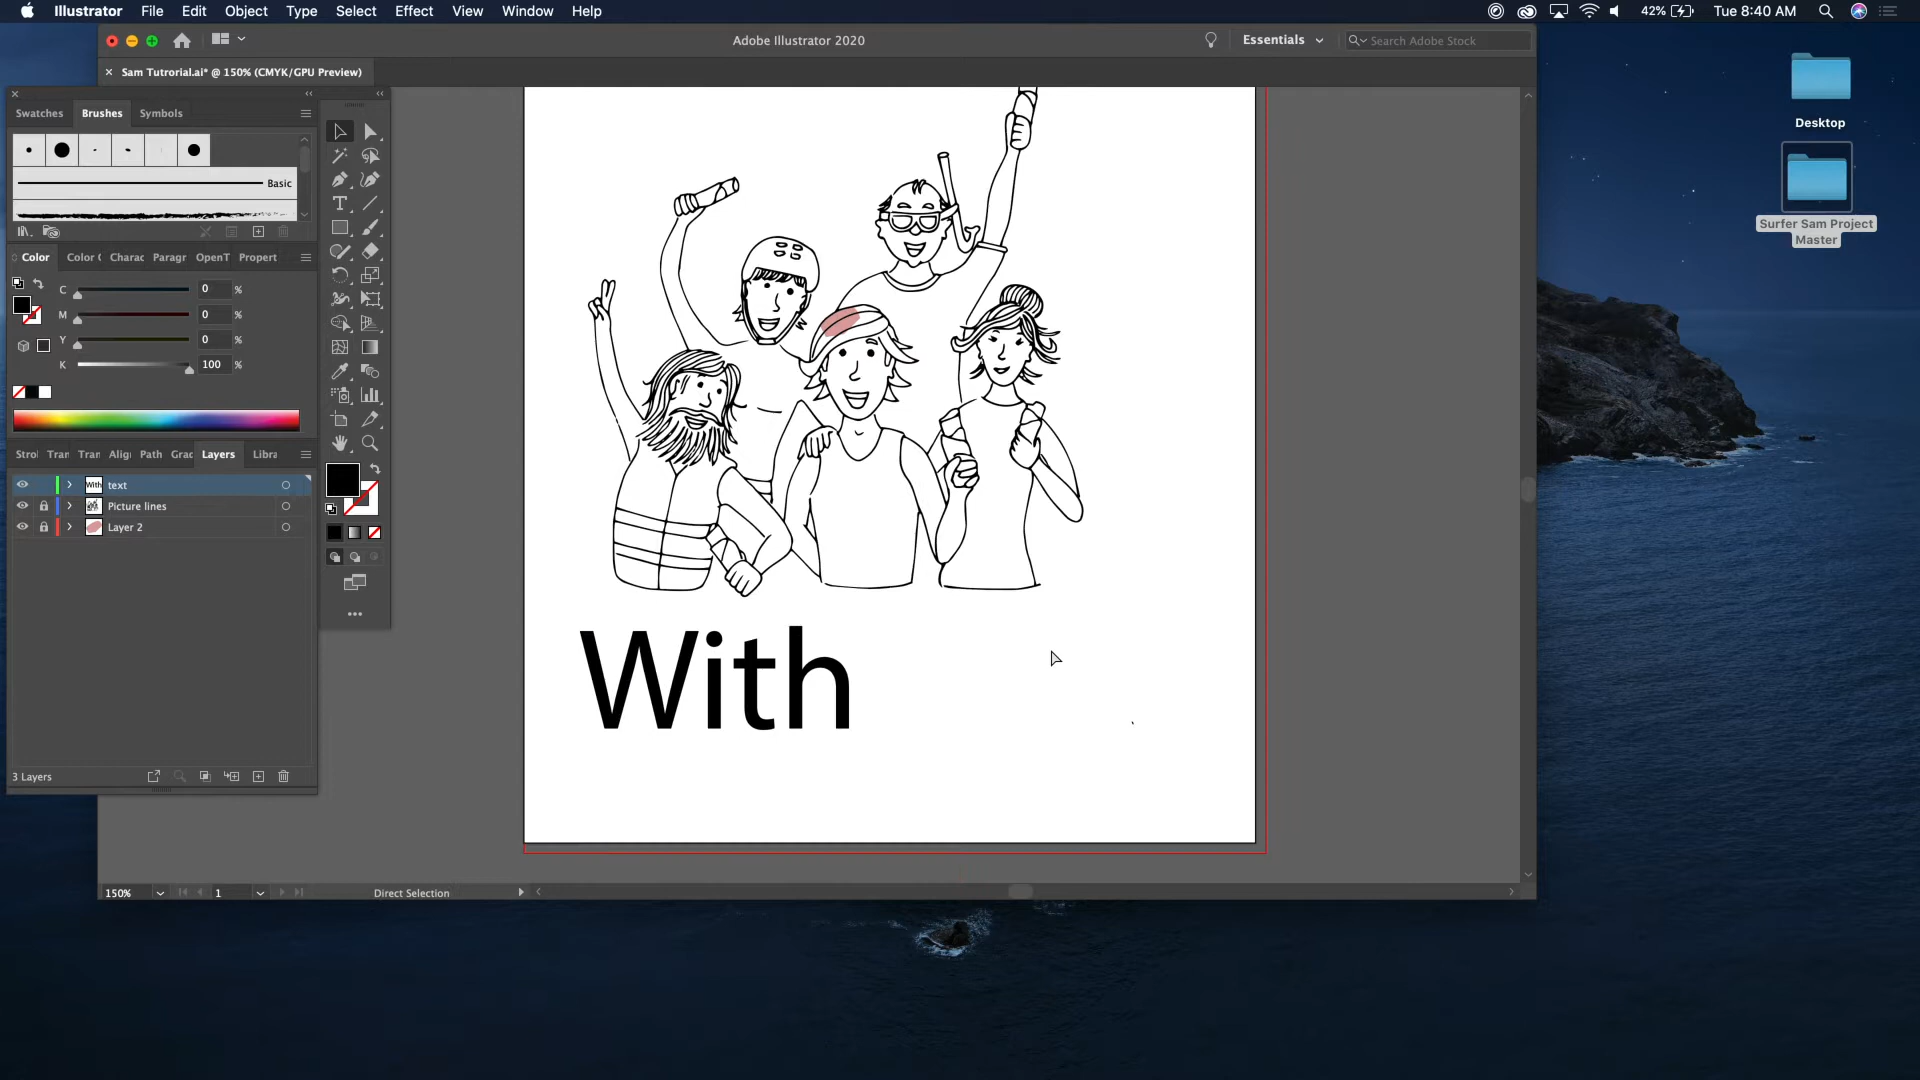 Illustrator File Edit Object Type Select Effect View Window Help
42% Tue 8:40 AM
Adobe Illustrator 2020
Essentials
Search Adobe Stock
Sam Tutrorial.ai* @ 150% (CMYK/GPU Preview)
Swatches Brushes Symbols
Basic
Color Color Charac Paragr OpenT Propert
C 0 %
M 0 %
Y 0 %
K 100 %
Strol Tran Tran Alig Path Grad Layers Libra
With text
Picture lines
Layer 2
3 Layers
With
150% 1 Direct Selection
Desktop
Surfer Sam Project
Master